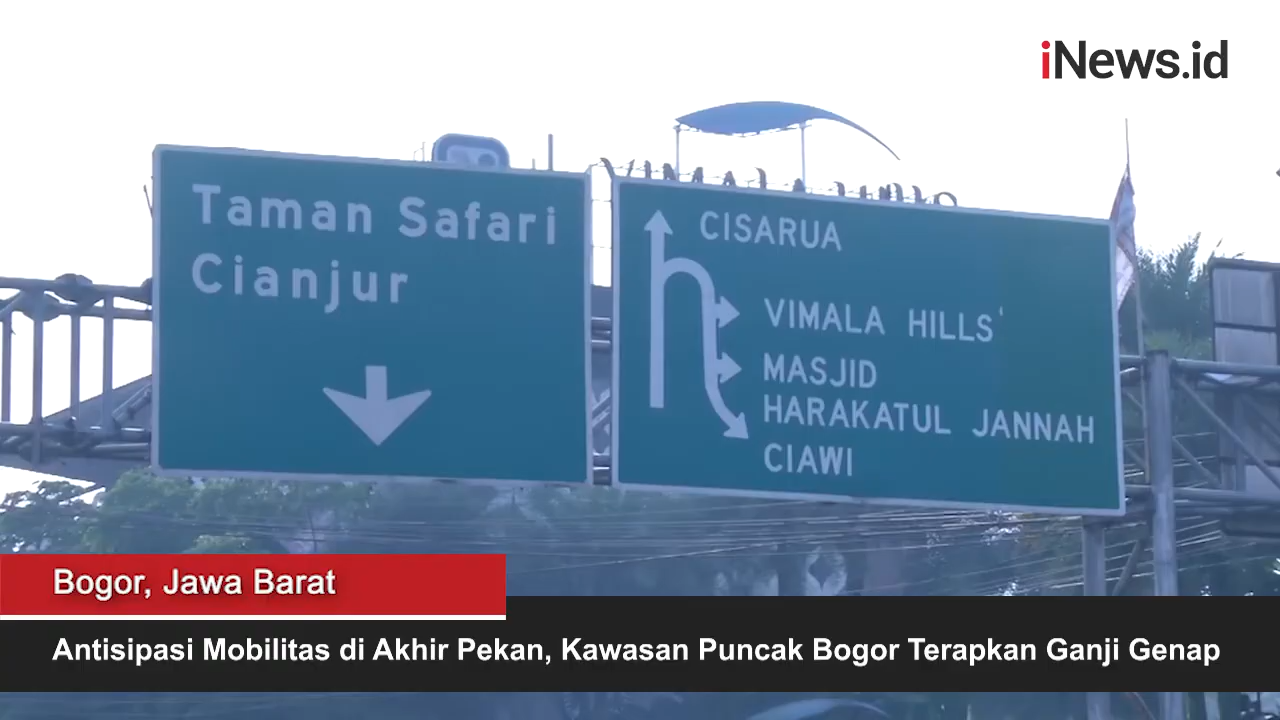 iNews.id
Taman Safari
Cianjur
CISARUA
VIMALA HILLS
MASJID
HARAKATUL JANNAH
CIAWI
Bogor, Jawa Barat
Antisipasi Mobilitas di Akhir Pekan, Kawasan Puncak Bogor Terapkan Ganji Genap